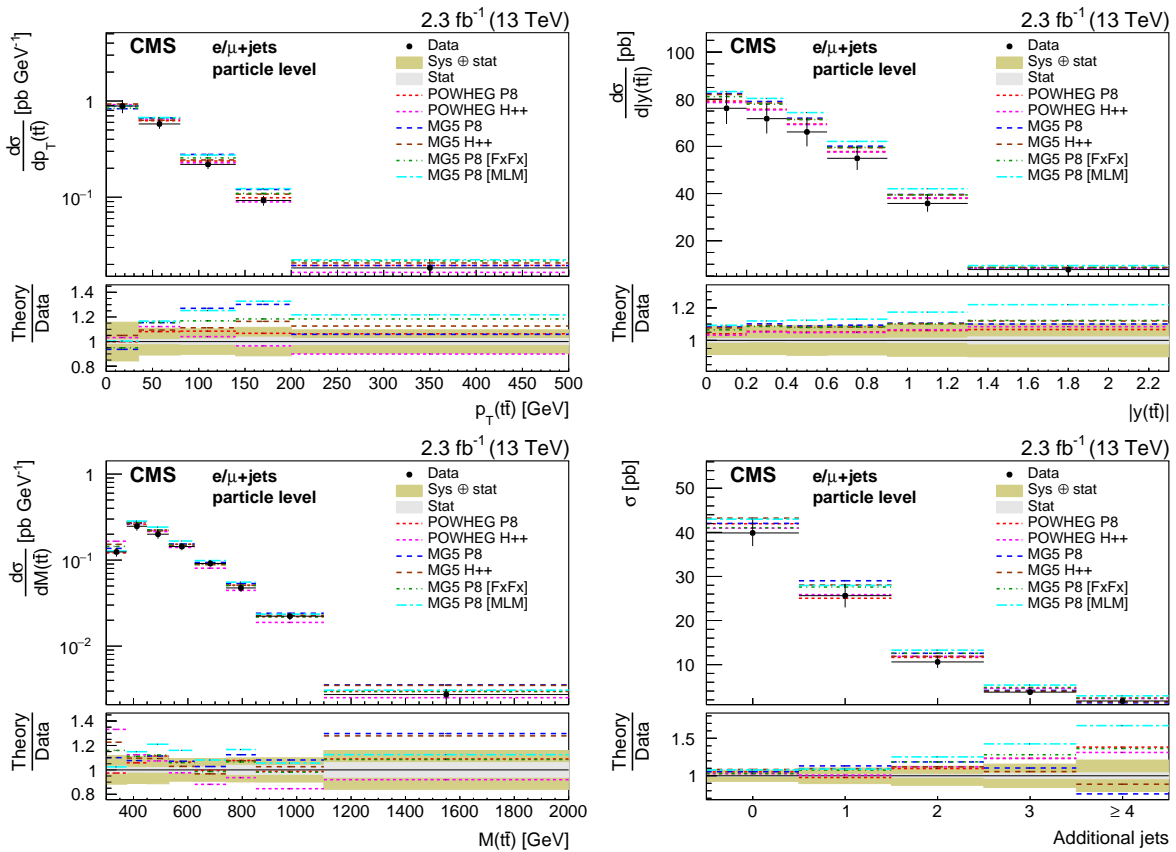 2.3 fb⁻¹ (13 TeV)
CMS e/μ+jets
particle level
Data
Sys ⊕ stat
Stat
POWHEG P8
POWHEG H++
MG5 P8
MG5 H++
MG5 P8 [FxFx]
MG5 P8 [MLM]
dσ/dp_T(tt̄) [pb GeV⁻¹]
1
10⁻¹
Theory/Data
1.4
1.2
1
0.8
0 50 100 150 200 250 300 350 400 450 500
p_T(tt̄) [GeV]
2.3 fb⁻¹ (13 TeV)
CMS e/μ+jets
particle level
Data
Sys ⊕ stat
Stat
POWHEG P8
POWHEG H++
MG5 P8
MG5 H++
MG5 P8 [FxFx]
MG5 P8 [MLM]
dσ/d|y(tt̄)| [pb]
100
80
60
40
20
Theory/Data
1.2
1
0 0.2 0.4 0.6 0.8 1 1.2 1.4 1.6 1.8 2 2.2
|y(tt̄)|
2.3 fb⁻¹ (13 TeV)
CMS e/μ+jets
particle level
Data
Sys ⊕ stat
Stat
POWHEG P8
POWHEG H++
MG5 P8
MG5 H++
MG5 P8 [FxFx]
MG5 P8 [MLM]
dσ/dM(tt̄) [pb GeV⁻¹]
1
10⁻¹
10⁻²
Theory/Data
1.4
1.2
1
0.8
400 600 800 1000 1200 1400 1600 1800 2000
M(tt̄) [GeV]
2.3 fb⁻¹ (13 TeV)
CMS e/μ+jets
particle level
Data
Sys ⊕ stat
Stat
POWHEG P8
POWHEG H++
MG5 P8
MG5 H++
MG5 P8 [FxFx]
MG5 P8 [MLM]
σ [pb]
50
40
30
20
10
Theory/Data
1.5
1
0 1 2 3 ≥ 4
Additional jets